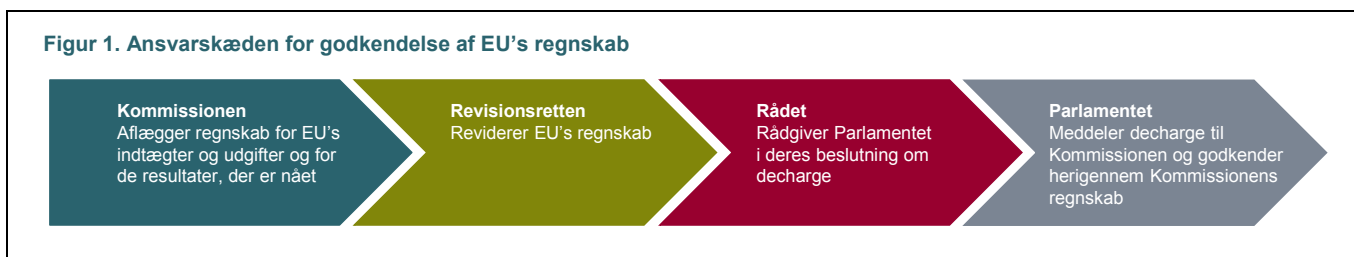 Figur 1. Ansvarskæden for godkendelse af EU's regnskab
Kommissionen
Aflægger regnskab for EU's
indtægter og udgifter og for
de resultater, der er nået
Revisionsretten
Reviderer EU's regnskab
Rådet
Rådgiver Parlamentet
i deres beslutning om
decharge
Parlamentet
Meddeler decharge til
Kommissionen og godkender
herigennem Kommissionens
regnskab